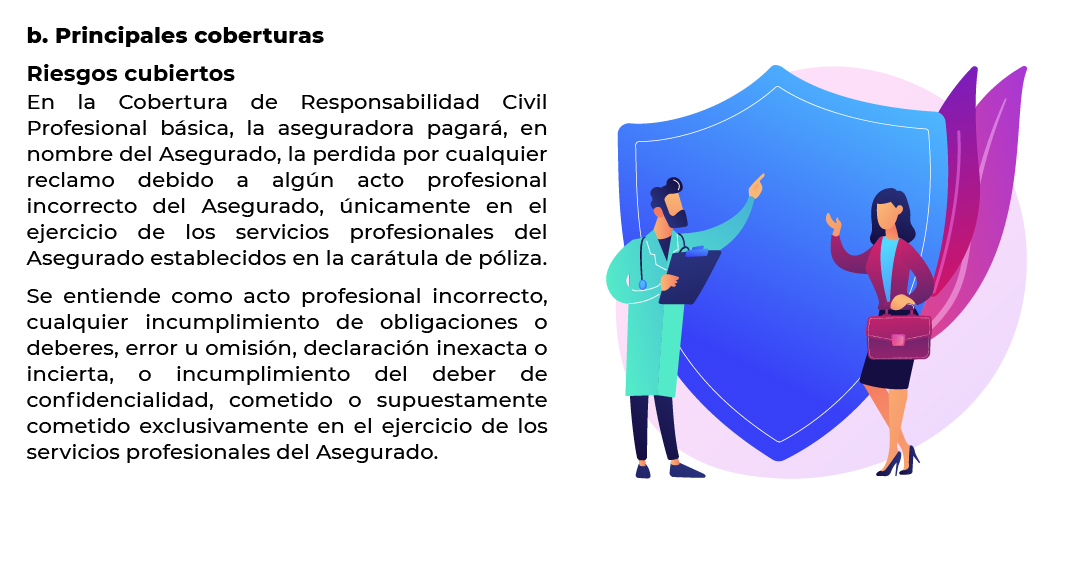 b. Principales coberturas
Riesgos cubiertos
En la Cobertura de Responsabilidad Civil
Profesional básica, la aseguradora pagará, en
nombre del Asegurado, la perdida por cualquier
reclamo debido a algún acto profesional
incorrecto del Asegurado, únicamente en el
ejercicio de los servicios profesionales del
Asegurado establecidos en la carátula de póliza.
Se entiende como acto profesional incorrecto,
cualquier incumplimiento de obligaciones o
deberes, error u omisión, declaración inexacta o
incierta, o incumplimiento del deber de
confidencialidad, cometido o supuestamente
cometido exclusivamente en el ejercicio de los
servicios profesionales del Asegurado.